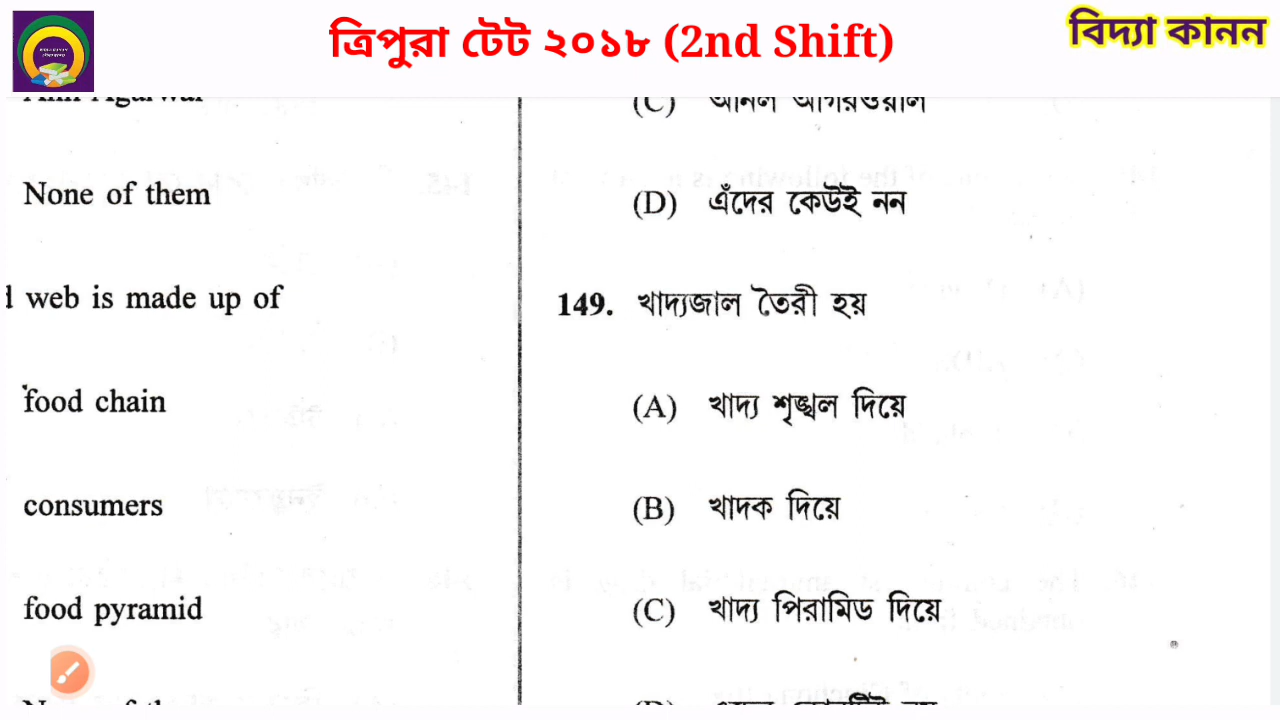 ত্রিপুরা টেট ২০১৮ (2nd Shift)
বিদ্যা কানন
Agarwal
None of them
web is made up of
food chain
consumers
food pyramid
(C) অনিল আগরওয়াল
(D) এঁদের কেউই নন
149. খাদ্যজাল তৈরী হয়
(A) খাদ্য শৃঙ্খল দিয়ে
(B) খাদক দিয়ে
(C) খাদ্য পিরামিড দিয়ে